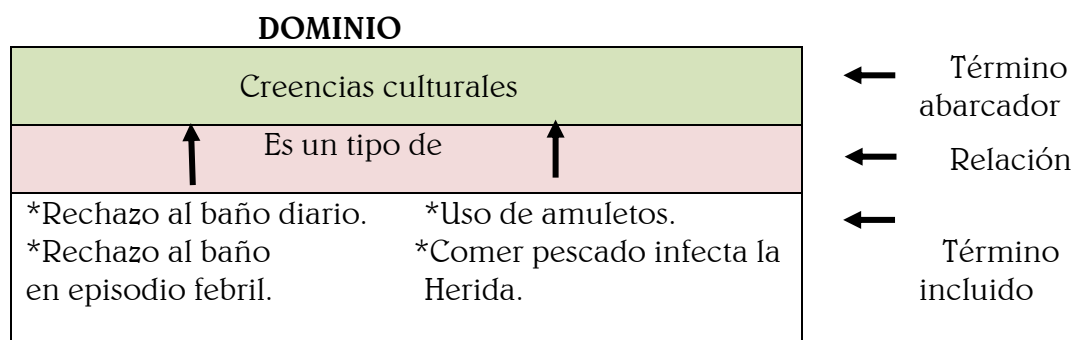 DOMINIO
Creencias culturales
Es un tipo de
*Rechazo al baño diario.
*Rechazo al baño
en episodio febril.
*Uso de amuletos.
*Comer pescado infecta la
Herida.
Término
abarcador
Relación
Término
incluido